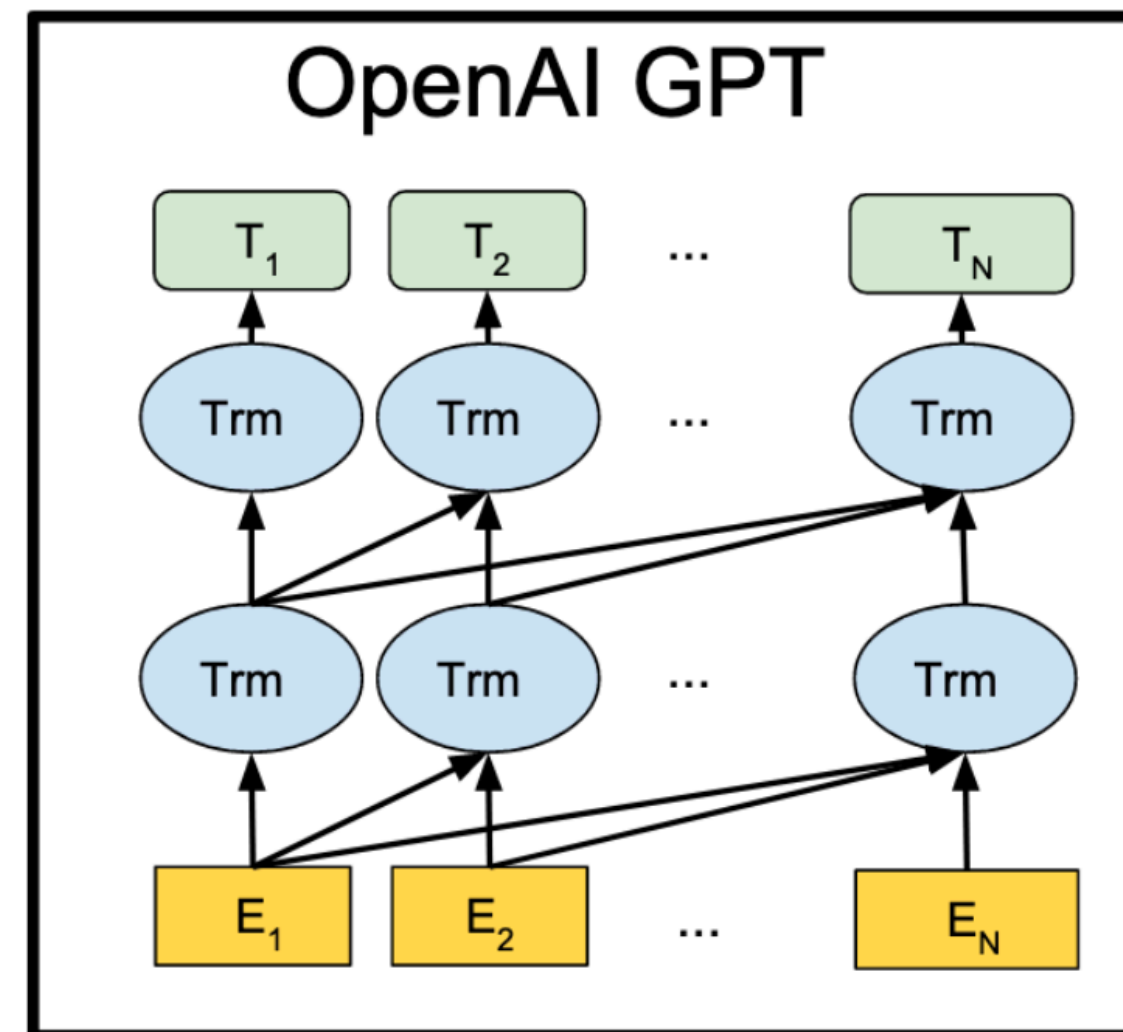 OpenAI GPT
T1 T2 ... TN
Trm Trm ... Trm
Trm Trm ... Trm
E1 E2 ... EN